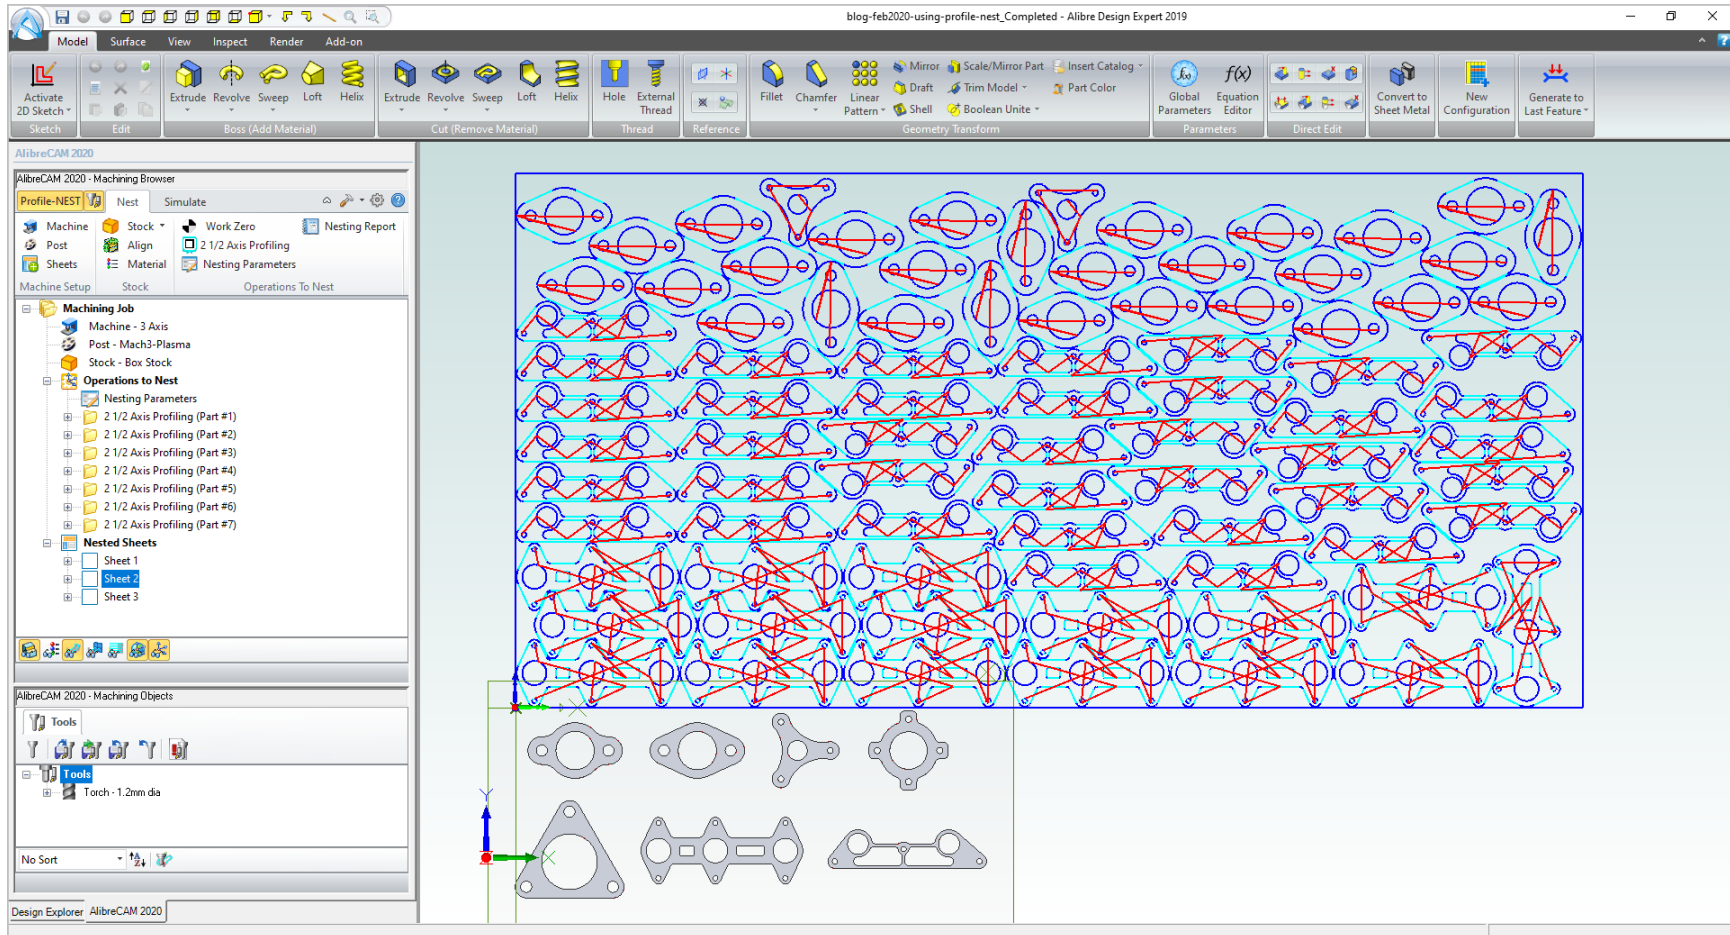 blog-feb2020-using-profile-nest_Completed - Alibre Design Expert 2019
Model Surface View Inspect Render Add-on
Activate 2D Sketch
Sketch
Edit
Extrude Revolve Sweep Loft Helix
Boss (Add Material)
Extrude Revolve Sweep Loft Helix
Cut (Remove Material)
Hole External Thread
Thread
Reference
Fillet Chamfer Linear Pattern
Mirror Scale/Mirror Part Insert Catalog
Draft Trim Model Part Color
Shell Boolean Unite
Geometry Transform
Global Parameters f(x) Equation Editor
Parameters
Direct Edit
Convert to Sheet Metal
New Configuration
Generate to Last Feature
AlibreCAM 2020
AlibreCAM 2020 - Machining Browser
Profile-NEST Nest Simulate
Machine Stock Work Zero Nesting Report
Post Align 2 1/2 Axis Profiling
Sheets Material Nesting Parameters
Machine Setup Stock Operations To Nest
Machining Job
Machine - 3 Axis
Post - Mach3-Plasma
Stock - Box Stock
Operations to Nest
Nesting Parameters
2 1/2 Axis Profiling (Part #1)
2 1/2 Axis Profiling (Part #2)
2 1/2 Axis Profiling (Part #3)
2 1/2 Axis Profiling (Part #4)
2 1/2 Axis Profiling (Part #5)
2 1/2 Axis Profiling (Part #6)
2 1/2 Axis Profiling (Part #7)
Nested Sheets
Sheet 1
Sheet 2
Sheet 3
AlibreCAM 2020 - Machining Objects
Tools
Tools
Torch - 1.2mm dia
No Sort
Design Explorer AlibreCAM 2020
Y
X
X